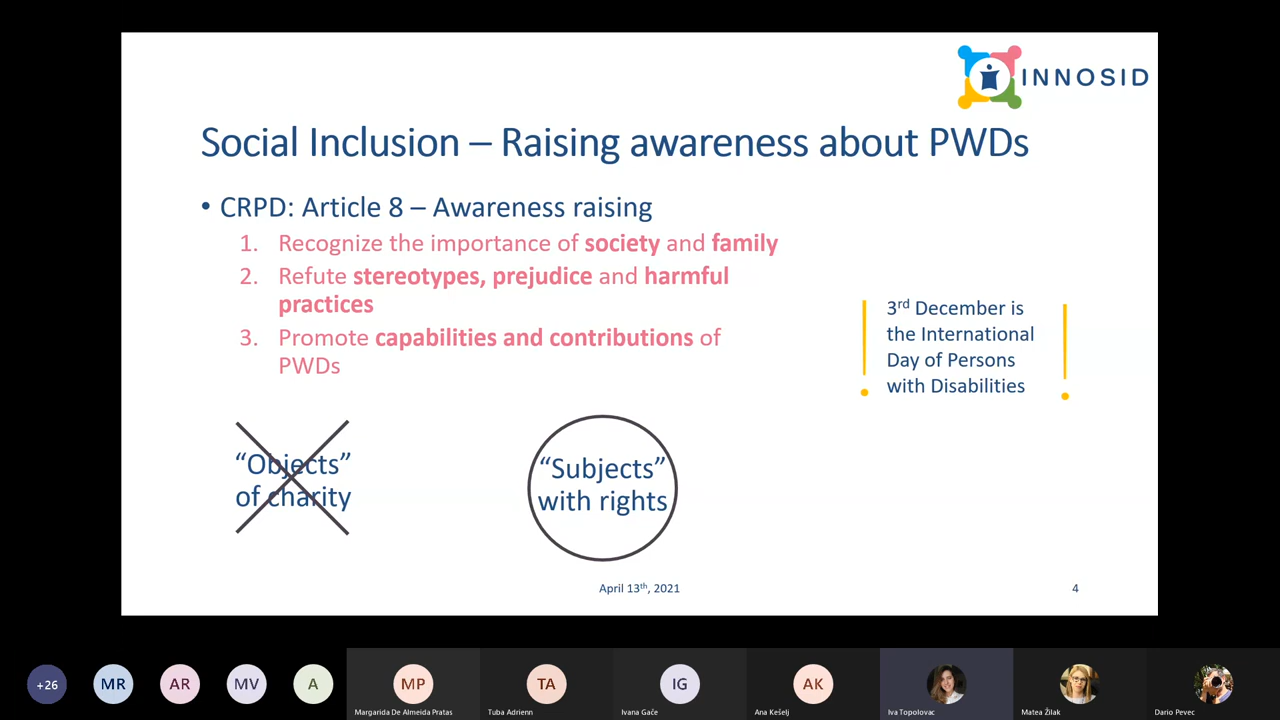 INNOSID
Social Inclusion – Raising awareness about PWDs
• CRPD: Article 8 – Awareness raising
1. Recognize the importance of society and family
2. Refute stereotypes, prejudice and harmful
practices
3. Promote capabilities and contributions of
PWDs
3rd December is
the International
Day of Persons
with Disabilities
“Objects”
of charity
“Subjects”
with rights
April 13th, 2021
4
+26
MR
AR
MV
A
MP
Margarida De Almeida Pratas
TA
Tuba Adrienn
IG
Ivana Gače
AK
Ana Kešelj
Iva Topolovac
Matea Žilak
Dario Pevec